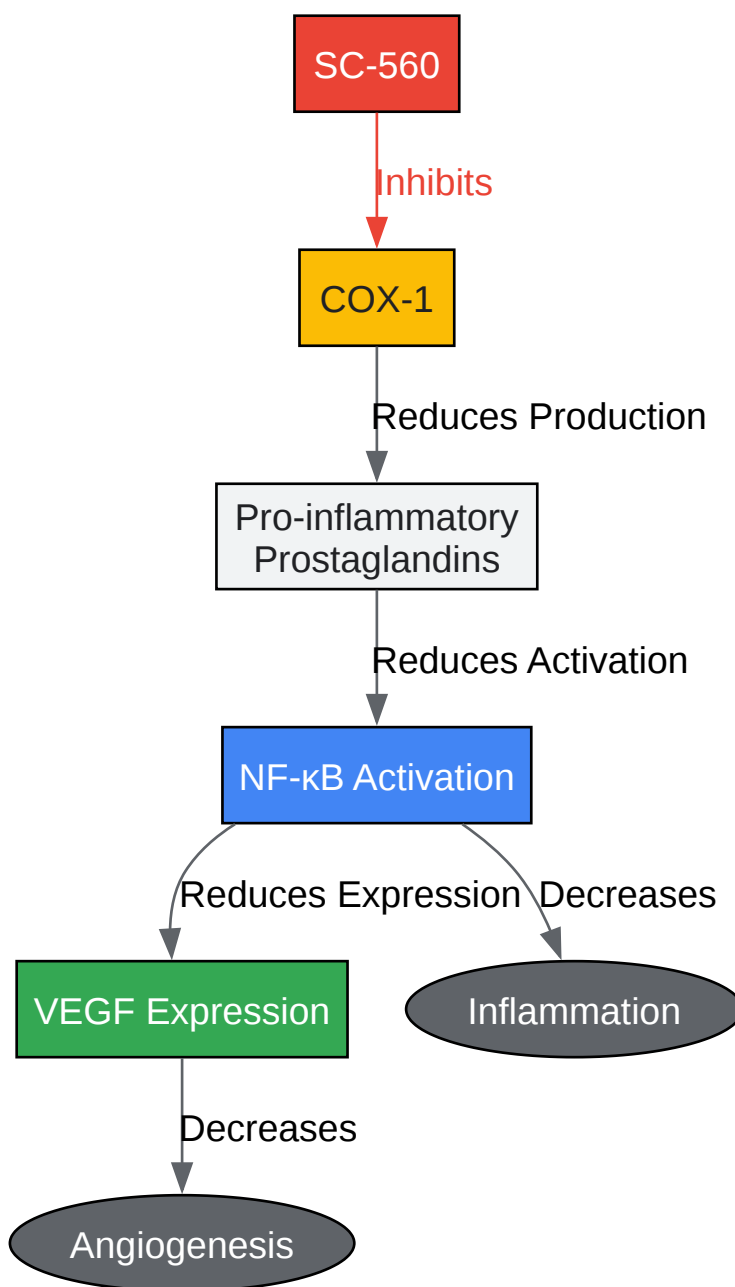 SC-560
Inhibits
COX-1
Reduces Production
Pro-inflammatory
Prostaglandins
Reduces Activation
NF-κB Activation
Reduces Expression
Decreases
VEGF Expression
Inflammation
Decreases
Angiogenesis